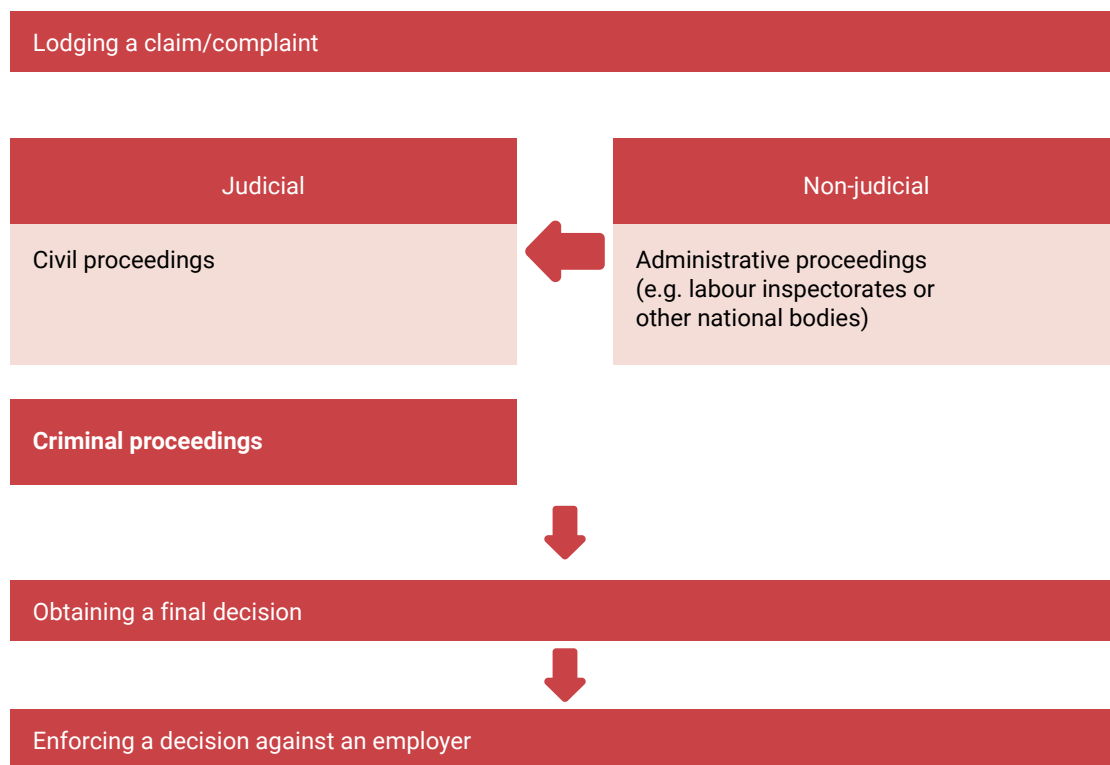 Lodging a claim/complaint
Judicial
Non-judicial
Civil proceedings
Administrative proceedings
(e.g. labour inspectorates or
other national bodies)
Criminal proceedings
Obtaining a final decision
Enforcing a decision against an employer